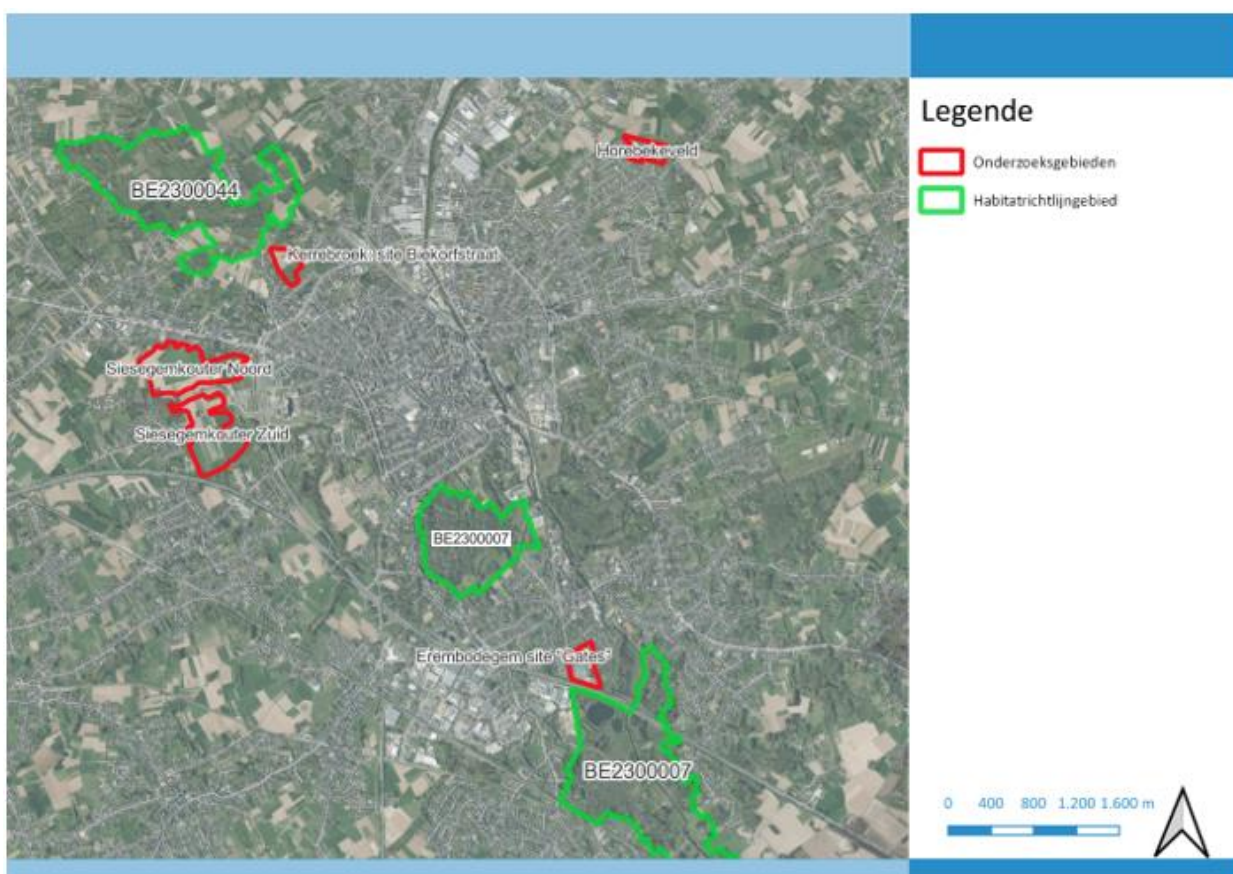 Legende
Onderzoeksgebieden
Habitatrichtlijngebied
Horebekeveld
BE2300044
Kerrebroek: site Biekorfstraat
Siesegemkouter Noord
Siesegemkouter Zuid
BE2300007
Erembodegem site "Gates"
BE2300007
0 400 800 1.200 1.600 m